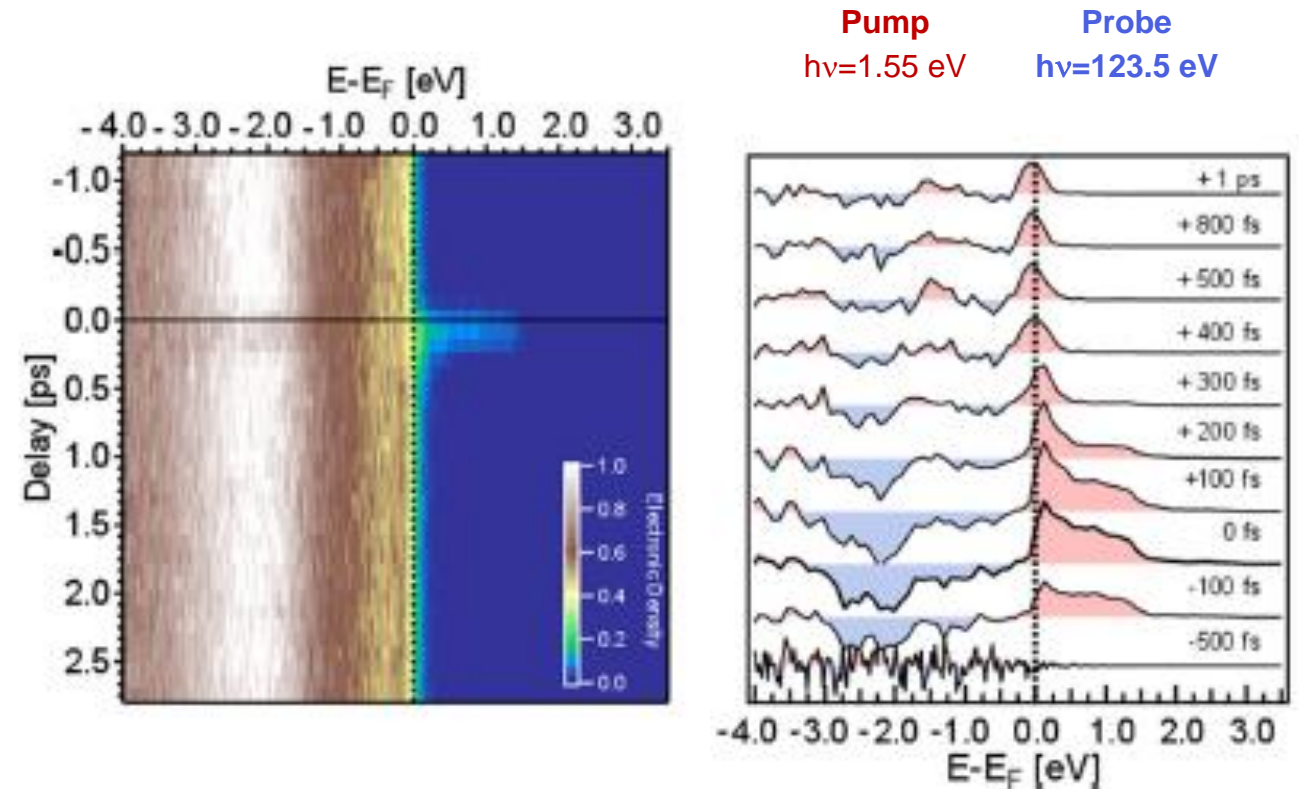 Pump
hν=1.55 eV
Probe
hν=123.5 eV
E-E_F [eV]
- 4.0 - 3.0 - 2.0 - 1.0 0.0 1.0 2.0 3.0
Delay [ps]
-1.0
-0.5
0.0
0.5
1.0
1.5
2.0
2.5
1.0
0.8
0.6
0.4
0.2
0.0
Electronic Density
+ 1 ps
+ 800 fs
+ 500 fs
+ 400 fs
+ 300 fs
+ 200 fs
+100 fs
0 fs
-100 fs
-500 fs
-4.0 -3.0 -2.0 -1.0 0.0 1.0 2.0 3.0
E-E_F [eV]